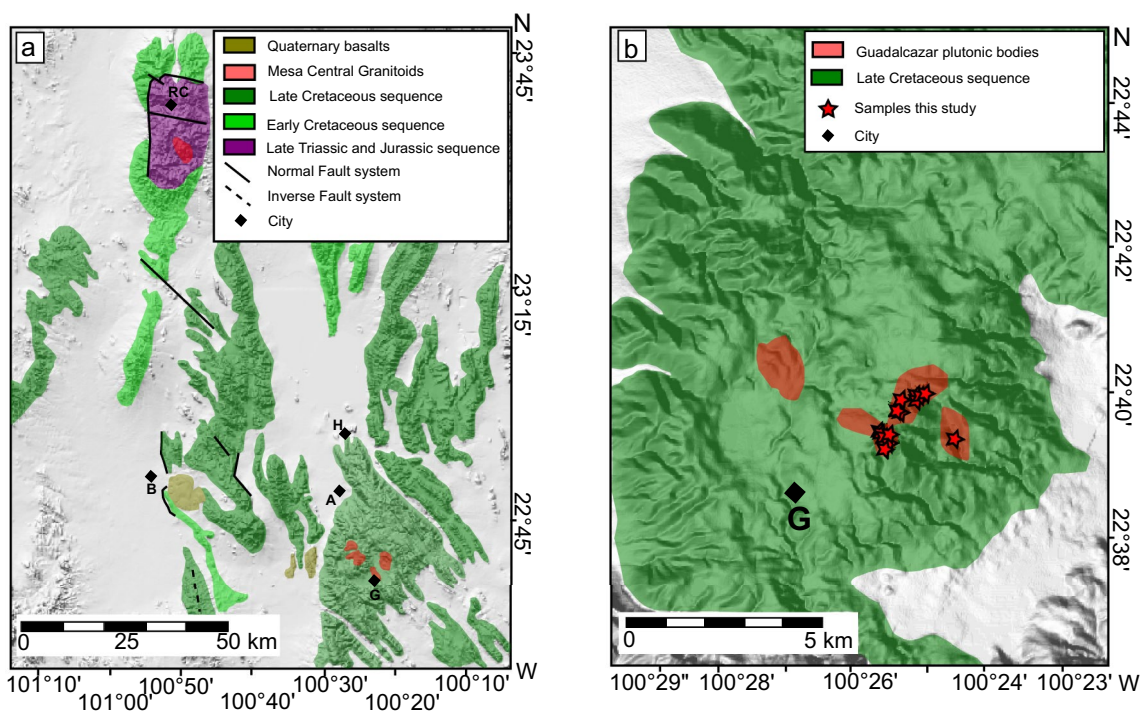 a
N
Quaternary basalts
Mesa Central Granitoids
Late Cretaceous sequence
Early Cretaceous sequence
Late Triassic and Jurassic sequence
Normal Fault system
Inverse Fault system
City
RC
H
B
A
G
23°45'
23°15'
22°45'
0 25 50 km
W
101°10' 100°50' 100°30' 100°10'
101°00' 100°40' 100°20'
b
N
Guadalcazar plutonic bodies
Late Cretaceous sequence
Samples this study
City
G
22°44'
22°42'
22°40'
22°38'
0 5 km
100°29" 100°28' 100°26' 100°24' 100°23' W